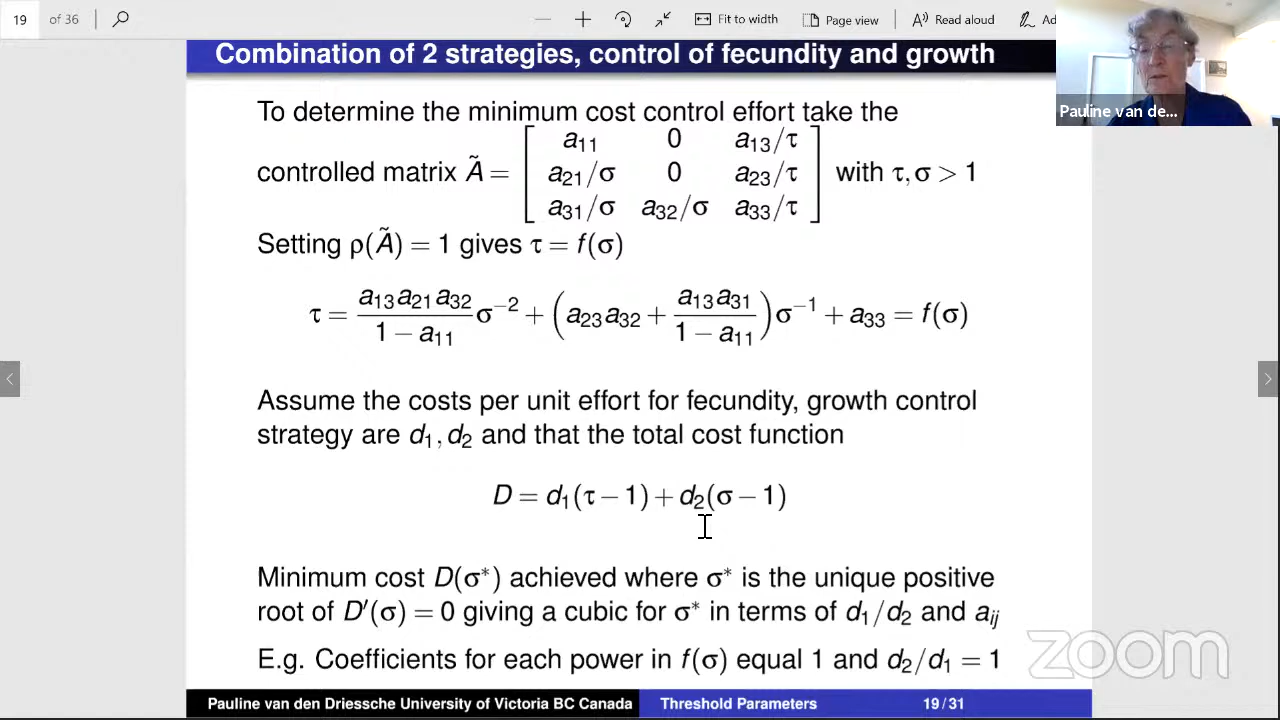 19 of 36 Fit to width Page view Read aloud Ad
Combination of 2 strategies, control of fecundity and growth
Pauline van de...
To determine the minimum cost control effort take the
controlled matrix Ã = [ a₁₁ 0 a₁₃/τ
a₂₁/σ 0 a₂₃/τ
a₃₁/σ a₃₂/σ a₃₃/τ ] with τ,σ > 1
Setting ρ(Ã) = 1 gives τ = f(σ)
τ = a₁₃a₂₁a₃₂ / (1 − a₁₁) σ⁻² + (a₂₃a₃₂ + a₁₃a₃₁ / (1 − a₁₁)) σ⁻¹ + a₃₃ = f(σ)
Assume the costs per unit effort for fecundity, growth control
strategy are d₁, d₂ and that the total cost function
D = d₁(τ − 1) + d₂(σ − 1)
Minimum cost D(σ*) achieved where σ* is the unique positive
root of D′(σ) = 0 giving a cubic for σ* in terms of d₁/d₂ and aᵢⱼ
E.g. Coefficients for each power in f(σ) equal 1 and d₂/d₁ = 1
zoom
Pauline van den Driessche University of Victoria BC Canada Threshold Parameters 19/31